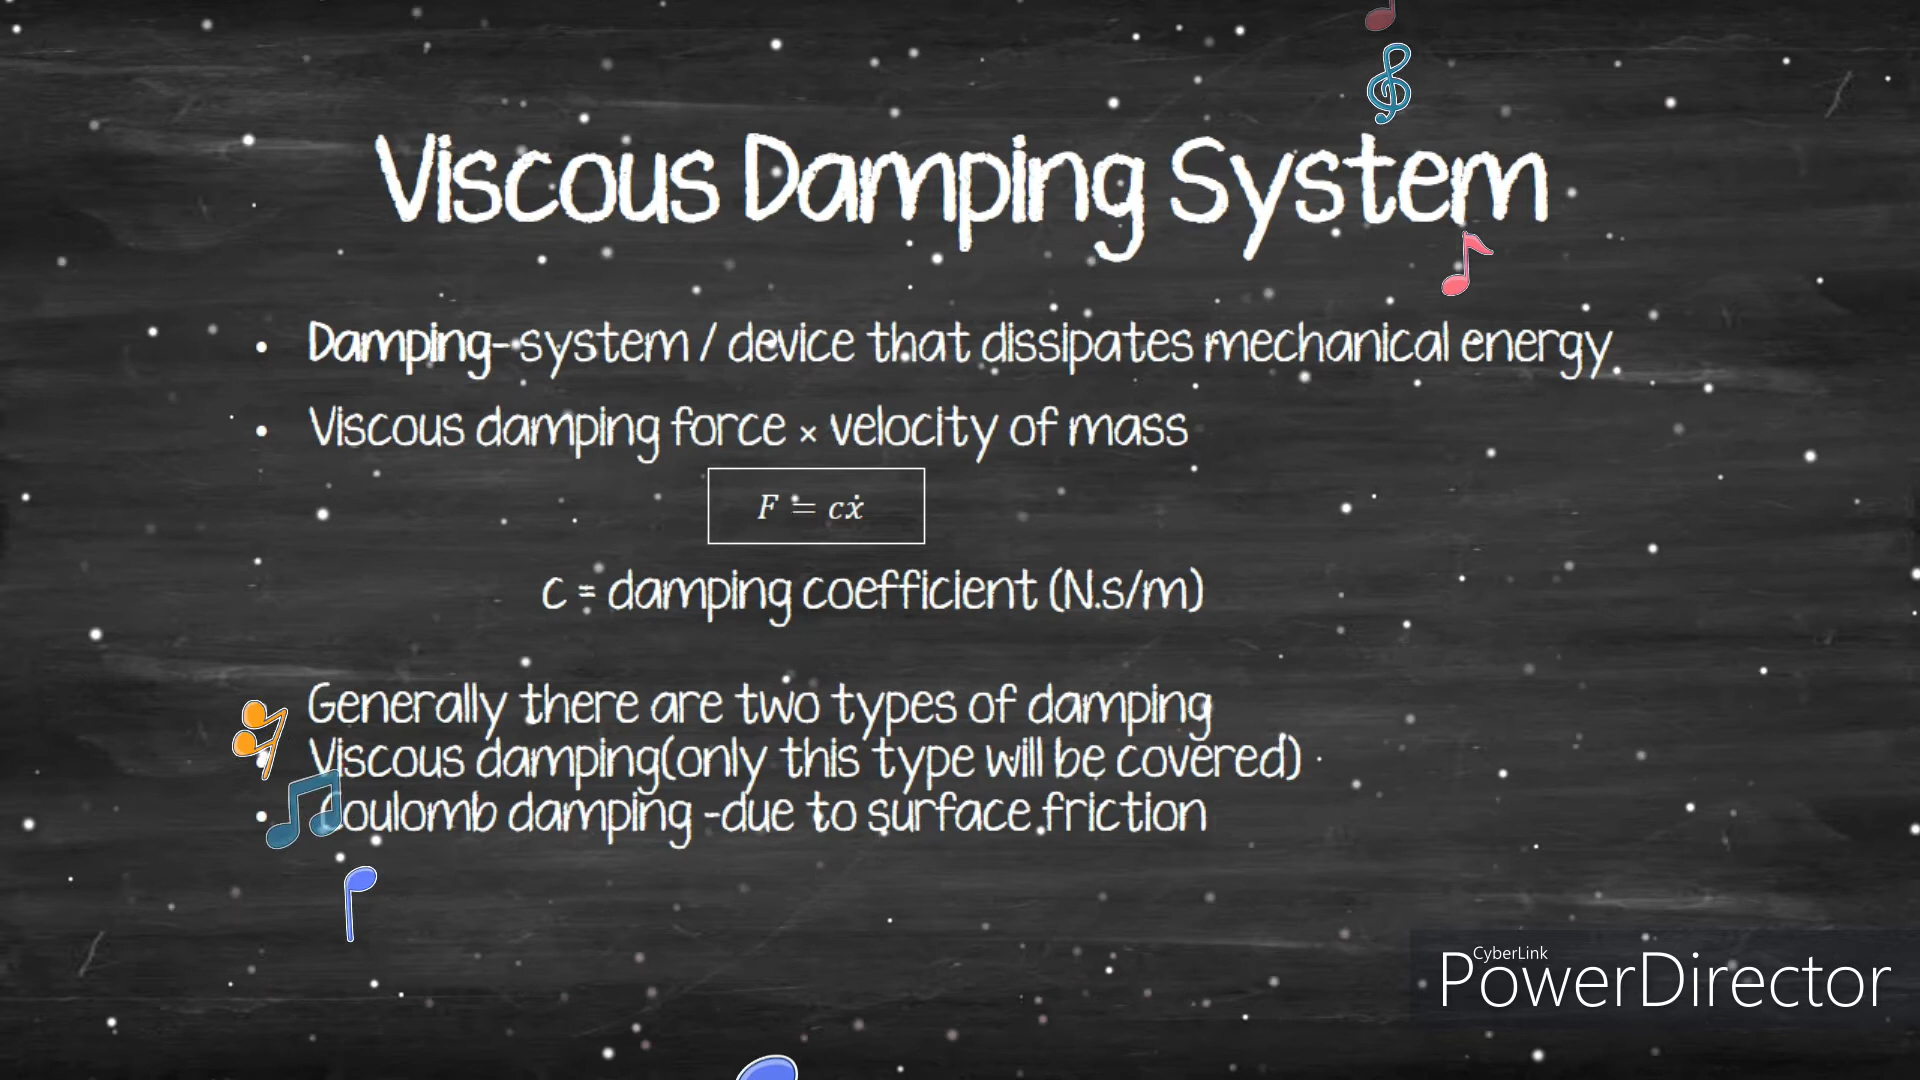 Viscous Damping System
• Damping-system / device that dissipates mechanical energy.
• Viscous damping force × velocity of mass
F = cẋ
c = damping coefficient (N.s/m)
Generally there are two types of damping
• Viscous damping(only this type will be covered)
• Coulomb damping -due to surface friction
CyberLink
PowerDirector